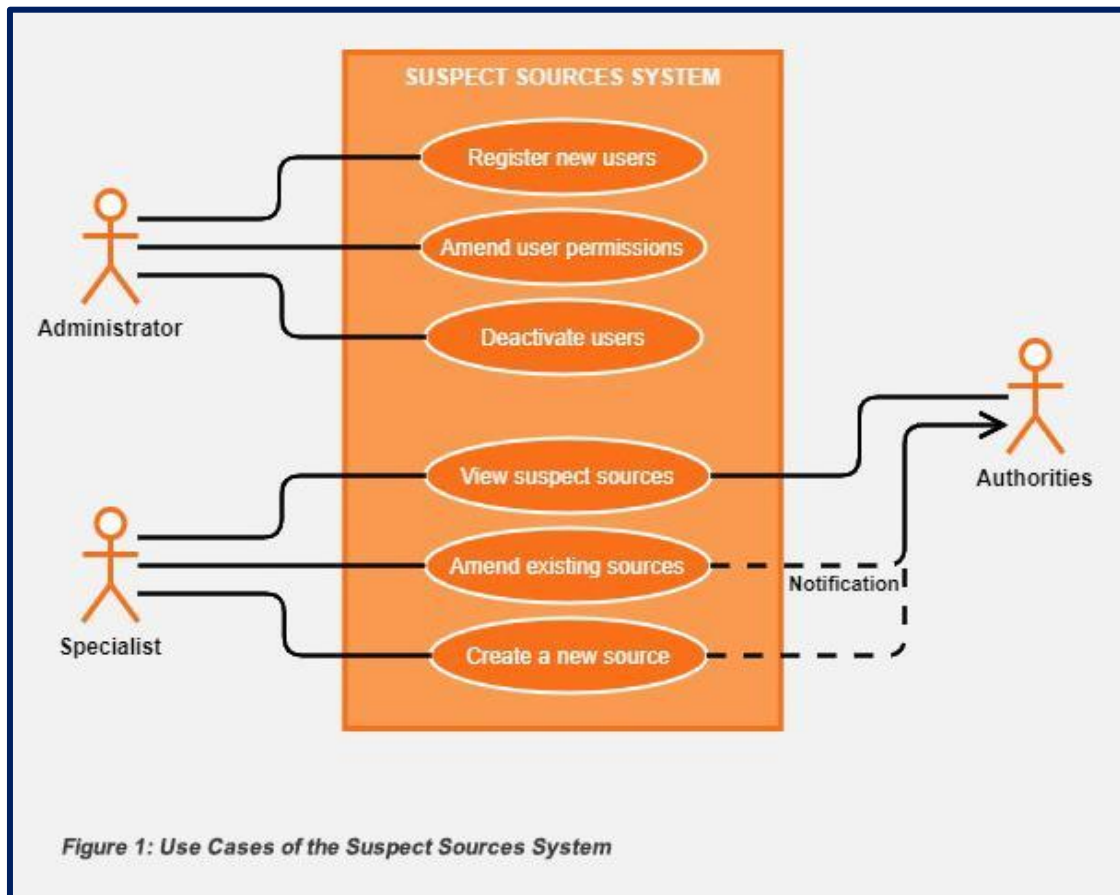 SUSPECT SOURCES SYSTEM
Register new users
Amend user permissions
Administrator
Deactivate users
View suspect sources
Authorities
Amend existing sources
Notification
Specialist
Create a new source
Figure 1: Use Cases of the Suspect Sources System